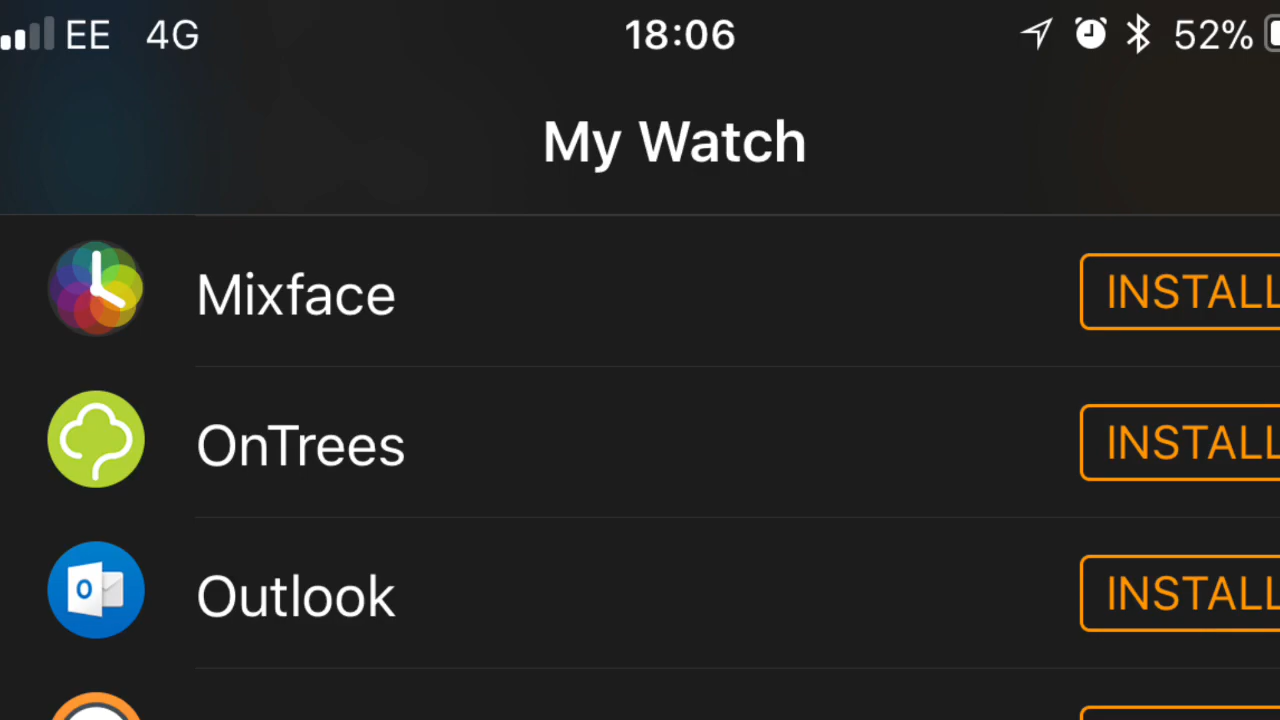 EE 4G 18:06 52%
My Watch
Mixface INSTALL
OnTrees INSTALL
Outlook INSTALL